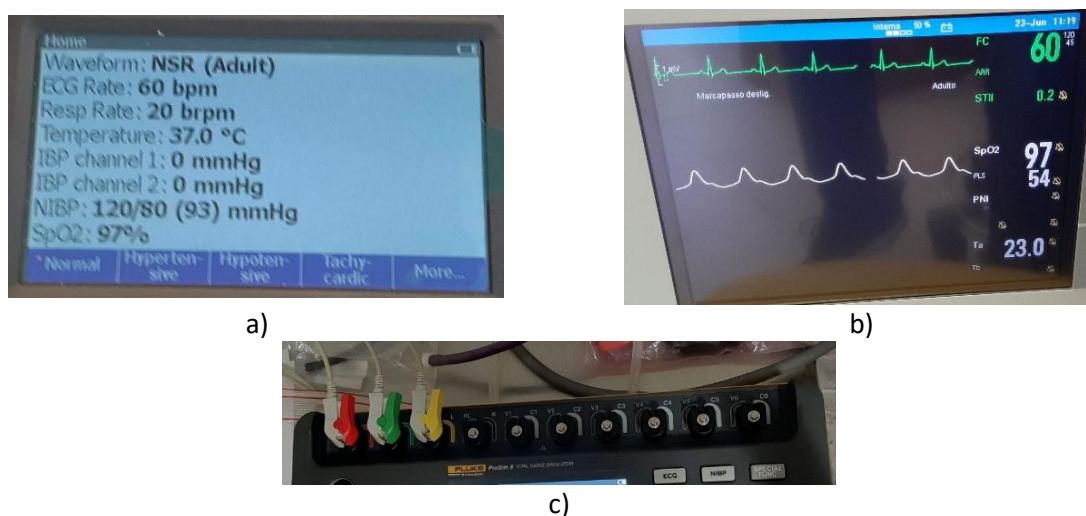 Home
Waveform: NSR (Adult)
ECG Rate: 60 bpm
Resp Rate: 20 brpm
Temperature: 37.0 °C
IBP channel 1: 0 mmHg
IBP channel 2: 0 mmHg
NIBP: 120/80 (93) mmHg
SpO2: 97%
Normal
Hyperten-
sive
Hypoten-
sive
Tachy-
cardic
More...
a)
Interna 50 % 23-Jun 11:19
1 mV
Marcapasso deslig.
Adulto
FC 60 120
45
ARR
STII 0.2
SpO2 97
PLS 54
PNI
Ta 23.0
Tb
b)
L RL N V1 C1 V2 C2 V3 C3 V4 C4 V5 C5 V6 C6
FLUKE ProSim 8 VITAL SIGNS SIMULATOR
ECG NIBP SPECIAL
FUNC
c)